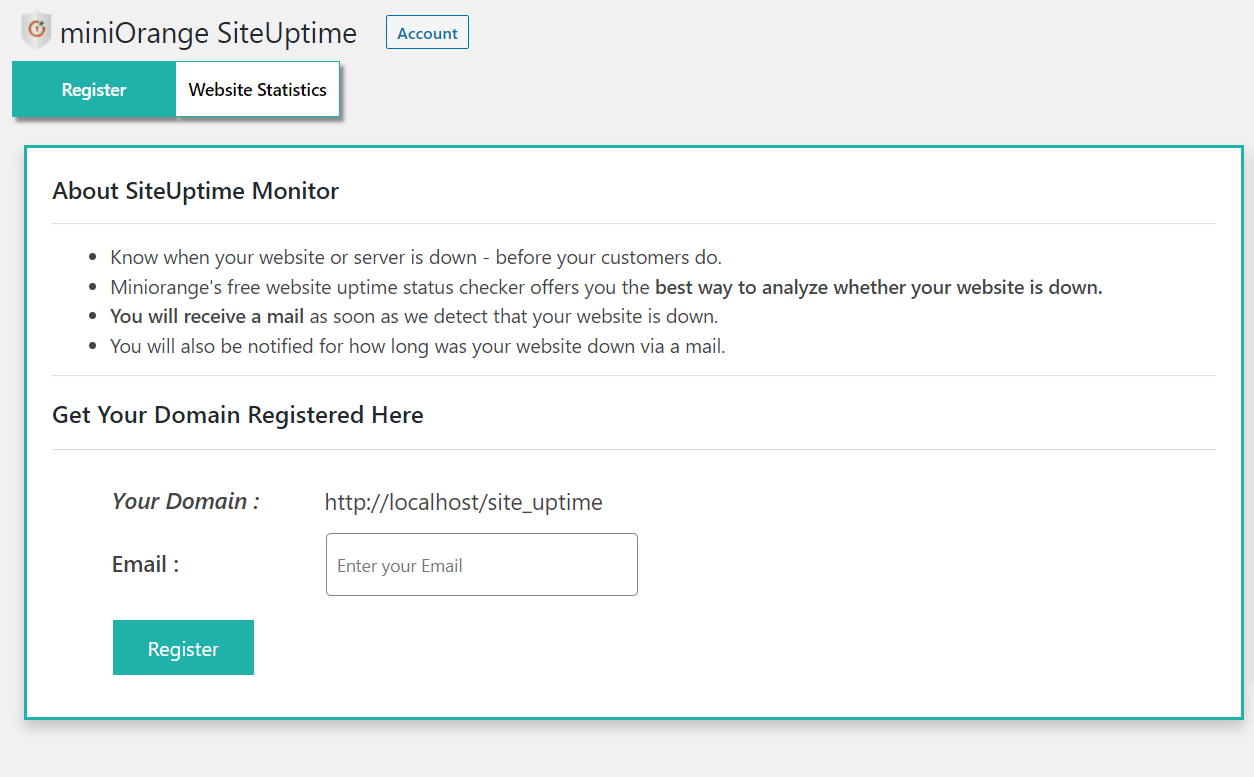 miniOrange SiteUptime Account
Register Website Statistics
About SiteUptime Monitor
Know when your website or server is down - before your customers do.
Miniorange's free website uptime status checker offers you the best way to analyze whether your website is down.
You will receive a mail as soon as we detect that your website is down.
You will also be notified for how long was your website down via a mail.
Get Your Domain Registered Here
Your Domain : http://localhost/site_uptime
Email : Enter your Email
Register